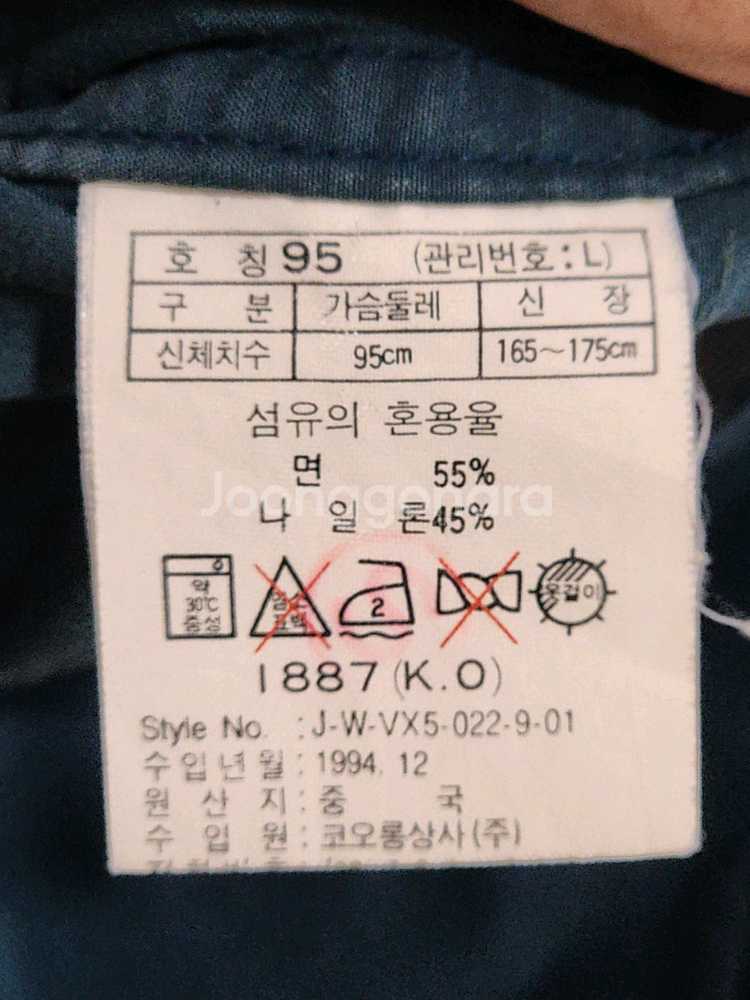 호 칭 95 (관리번호:L)
구 분 가슴둘레 신 장
신체치수 95cm 165~175cm
섬유의 혼용율
면 55%
나 일 론 45%
Joonggonara
약 30℃ 중성
염소 표백
2
옷걸이
1887(K.O)
Style No. : J-W-VX5-022-9-01
수입년월 : 1994. 12
원 산 지 : 중 국
수 입 원 : 코오롱상사(주)